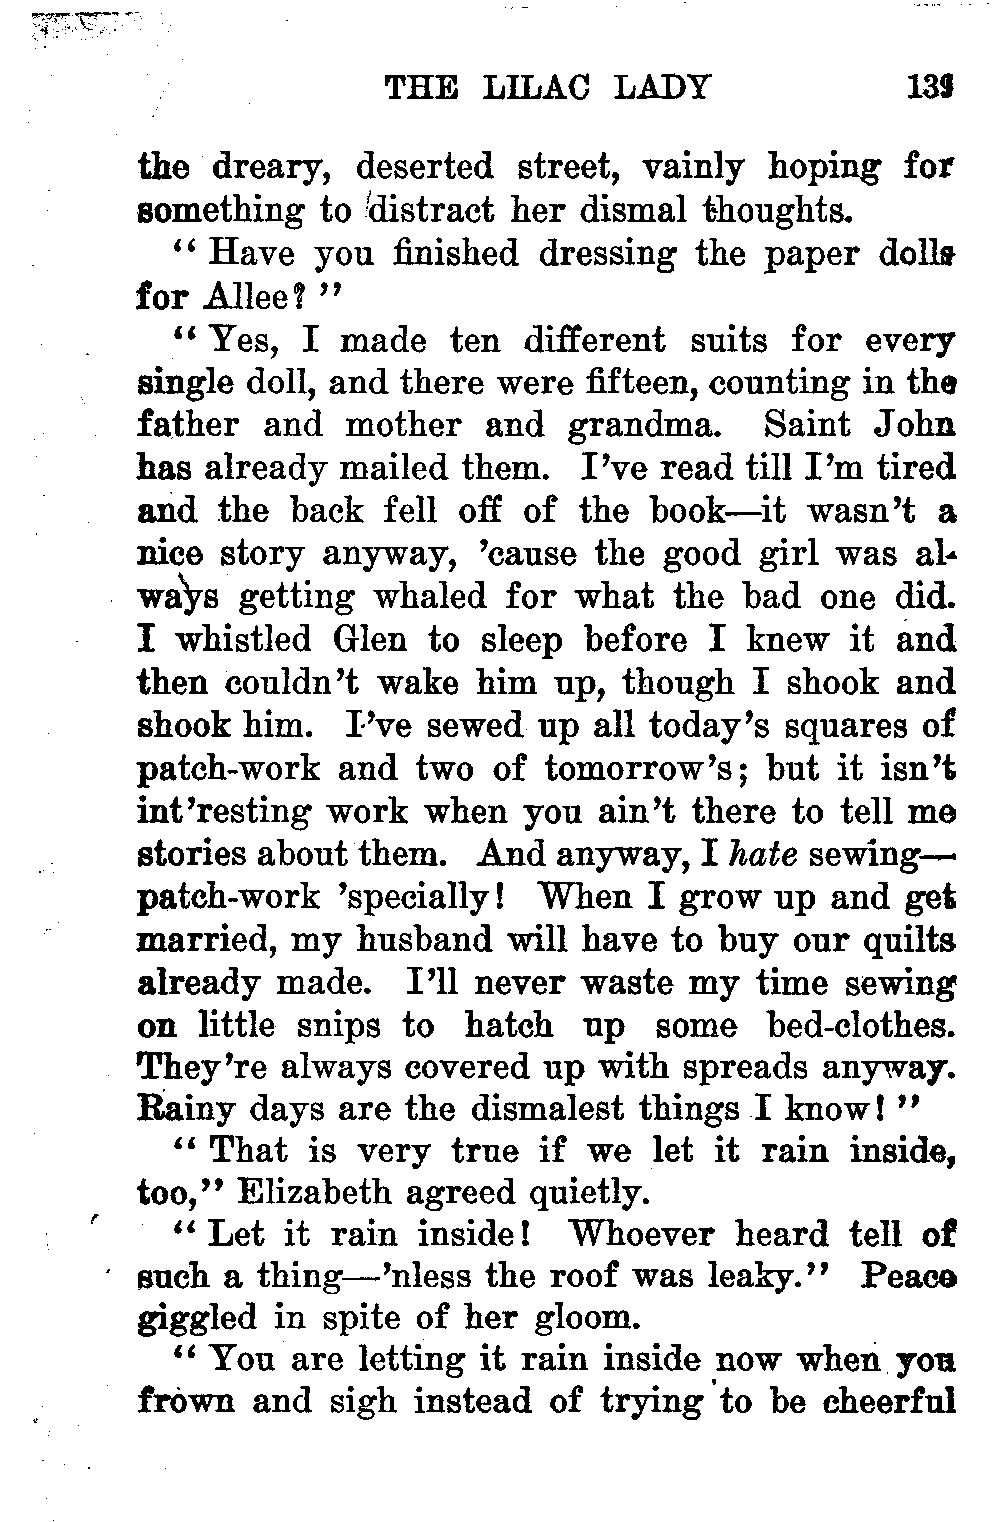 THE LILAC LADY 139
the dreary, deserted street, vainly hoping for
something to distract her dismal thoughts.
“ Have you finished dressing the paper dolls
for Allee? ”
“ Yes, I made ten different suits for every
single doll, and there were fifteen, counting in the
father and mother and grandma. Saint John
has already mailed them. I’ve read till I’m tired
and the back fell off of the book—it wasn’t a
nice story anyway, ’cause the good girl was al-
ways getting whaled for what the bad one did.
I whistled Glen to sleep before I knew it and
then couldn’t wake him up, though I shook and
shook him. I’ve sewed up all today’s squares of
patch-work and two of tomorrow’s; but it isn’t
int’resting work when you ain’t there to tell me
stories about them. And anyway, I hate sewing—
patch-work ’specially! When I grow up and get
married, my husband will have to buy our quilts
already made. I’ll never waste my time sewing
on little snips to hatch up some bed-clothes.
They’re always covered up with spreads anyway.
Rainy days are the dismalest things I know! ”
“ That is very true if we let it rain inside,
too,” Elizabeth agreed quietly.
“ Let it rain inside! Whoever heard tell of
such a thing—’nless the roof was leaky.” Peace
giggled in spite of her gloom.
“ You are letting it rain inside now when you
frown and sigh instead of trying to be cheerful